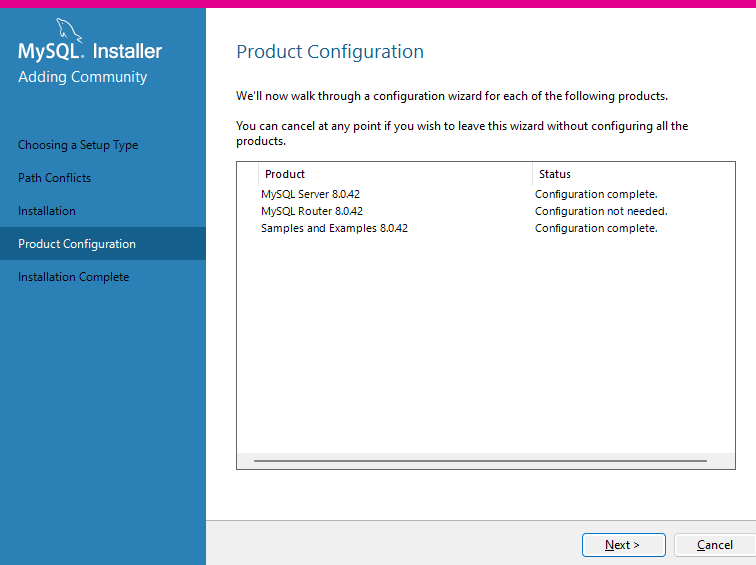 MySQL. Installer
Adding Community
Choosing a Setup Type
Path Conflicts
Installation
Product Configuration
Installation Complete
Product Configuration
We'll now walk through a configuration wizard for each of the following products.
You can cancel at any point if you wish to leave this wizard without configuring all the
products.
Product Status
MySQL Server 8.0.42 Configuration complete.
MySQL Router 8.0.42 Configuration not needed.
Samples and Examples 8.0.42 Configuration complete.
Next > Cancel